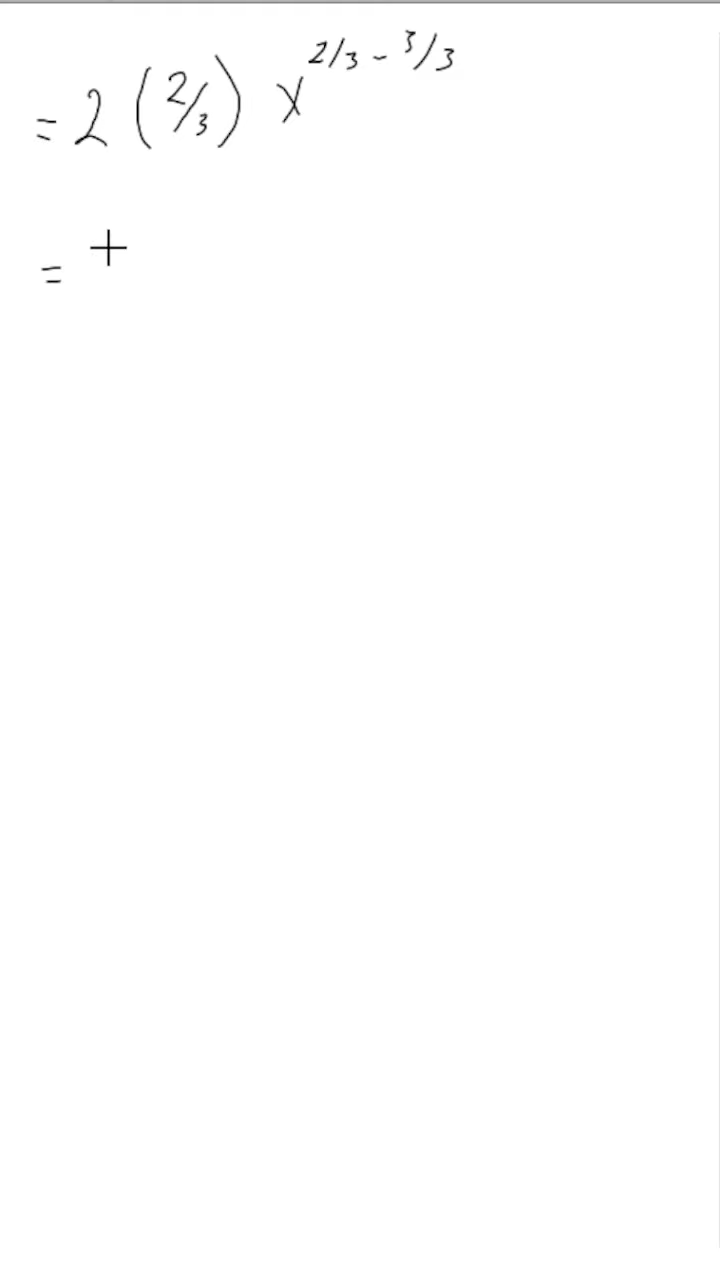 = 2 (2/3) x^{2/3 - 3/3}
=